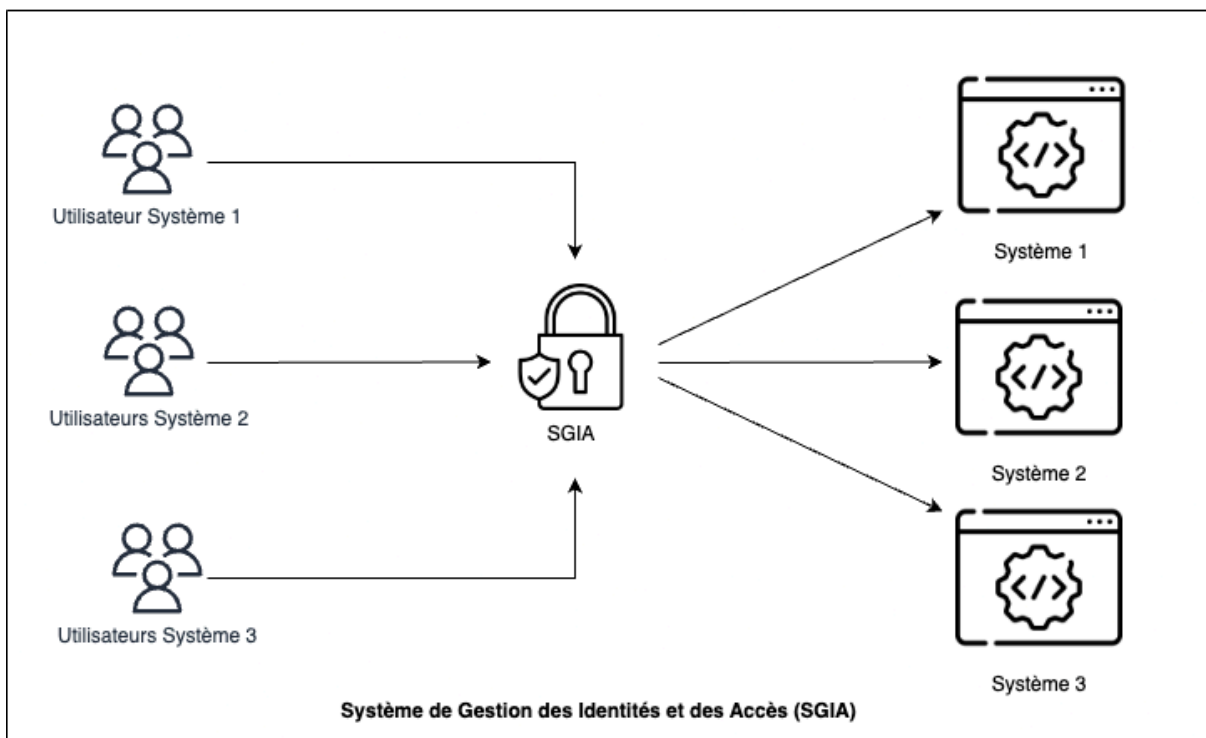 Utilisateur Système 1
Système 1
Utilisateurs Système 2
SGIA
Système 2
Utilisateurs Système 3
Système 3
Système de Gestion des Identités et des Accès (SGIA)